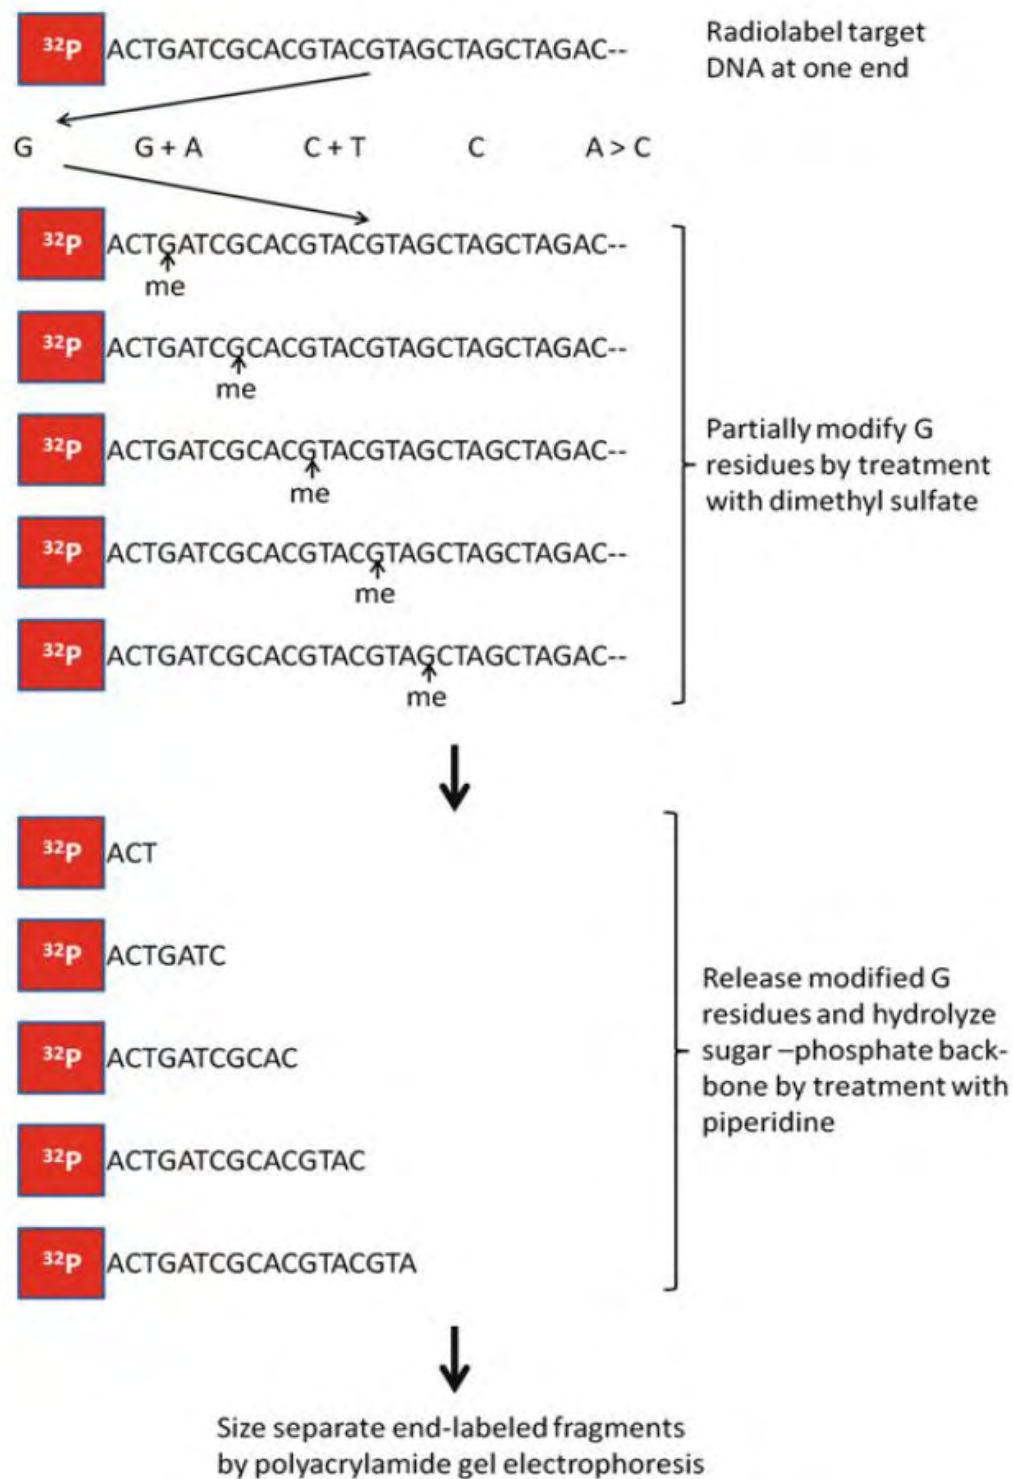 32P ACTGATCGCACGTACGTAGCTAGCTAGAC--
Radiolabel target
DNA at one end
G G + A C + T C A > C
32P ACTGATCGCACGTACGTAGCTAGCTAGAC--
me
32P ACTGATCGCACGTACGTAGCTAGCTAGAC--
me
32P ACTGATCGCACGTACGTAGCTAGCTAGAC--
me
32P ACTGATCGCACGTACGTAGCTAGCTAGAC--
me
32P ACTGATCGCACGTACGTAGCTAGCTAGAC--
me
Partially modify G
residues by treatment
with dimethyl sulfate
32P ACT
32P ACTGATC
32P ACTGATCGCAC
32P ACTGATCGCACGTAC
32P ACTGATCGCACGTACGTA
Release modified G
residues and hydrolyze
sugar –phosphate back-
bone by treatment with
piperidine
Size separate end-labeled fragments
by polyacrylamide gel electrophoresis